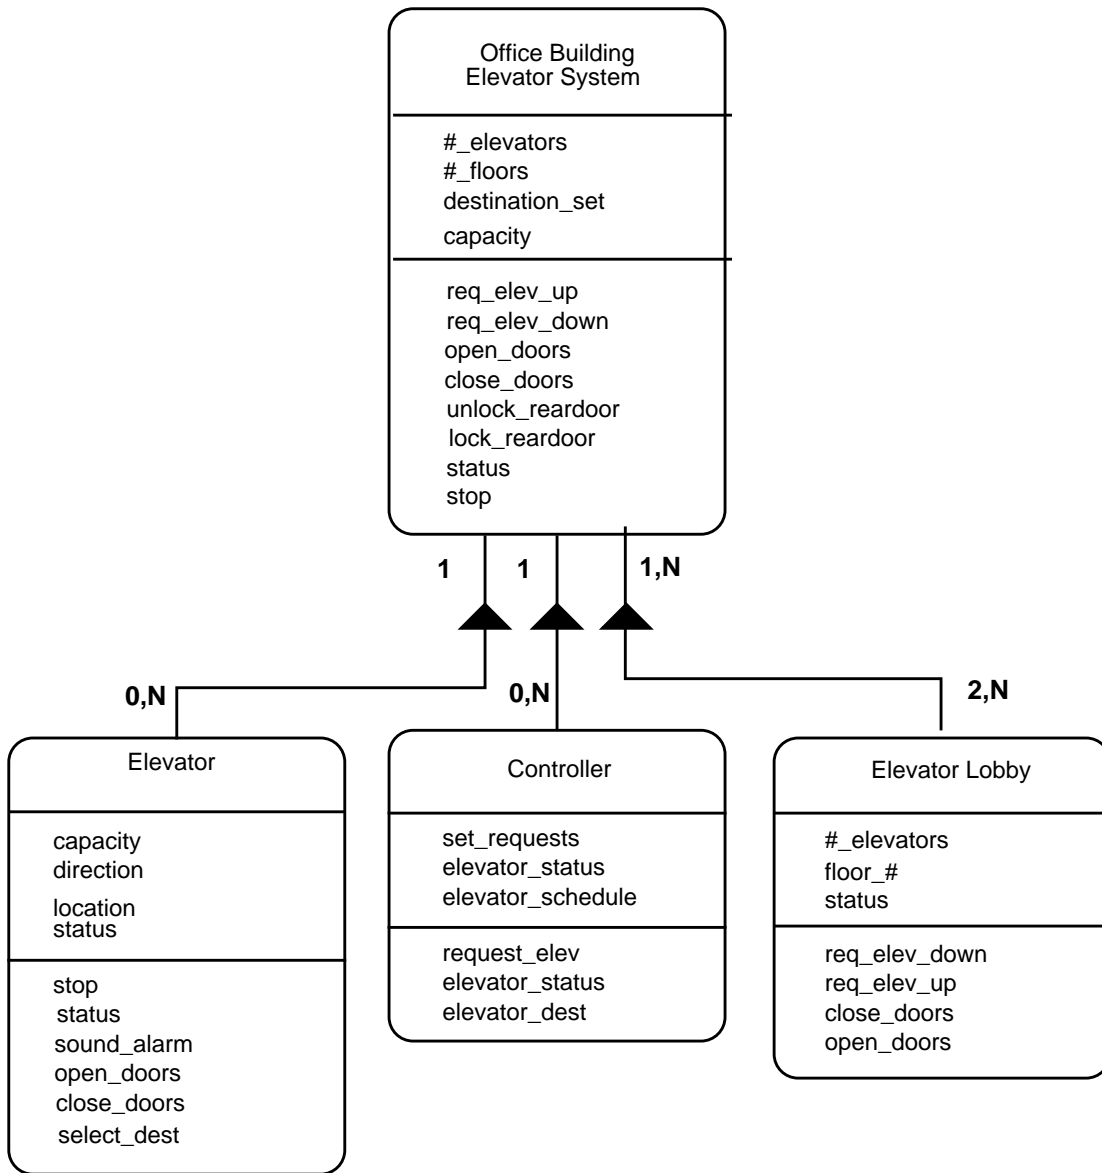 Office Building
Elevator System
#_elevators
#_floors
destination_set
capacity
req_elev_up
req_elev_down
open_doors
close_doors
unlock_reardoor
lock_reardoor
status
stop
1
1
1,N
0,N
0,N
2,N
Elevator
capacity
direction
location
status
stop
status
sound_alarm
open_doors
close_doors
select_dest
Controller
set_requests
elevator_status
elevator_schedule
request_elev
elevator_status
elevator_dest
Elevator Lobby
#_elevators
floor_#
status
req_elev_down
req_elev_up
close_doors
open_doors